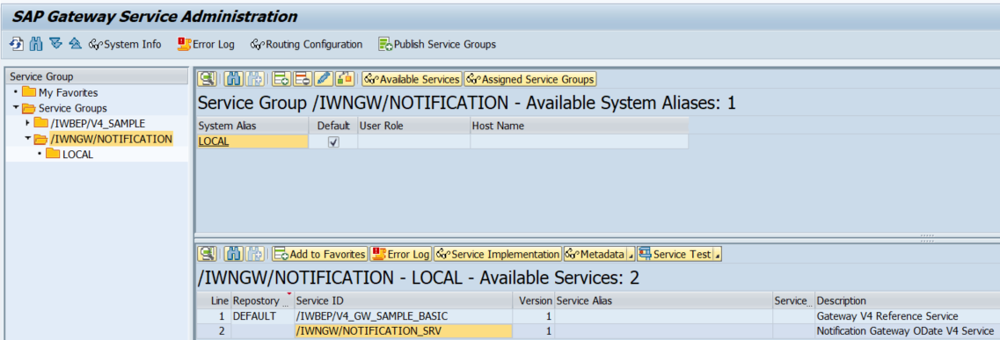 SAP Gateway Service Administration
System Info Error Log Routing Configuration Publish Service Groups
Service Group
My Favorites
Service Groups
/IWBEP/V4_SAMPLE
/IWNGW/NOTIFICATION
LOCAL
Available Services Assigned Service Groups
Service Group /IWNGW/NOTIFICATION - Available System Aliases: 1
System Alias Default User Role Host Name
LOCAL
Add to Favorites Error Log Service Implementation Metadata Service Test
/IWNGW/NOTIFICATION - LOCAL - Available Services: 2
Line Repostory ... Service ID Version Service Alias Service... Description
1 DEFAULT /IWBEP/V4_GW_SAMPLE_BASIC 1 Gateway V4 Reference Service
2 /IWNGW/NOTIFICATION_SRV 1 Notification Gateway ODate V4 Service